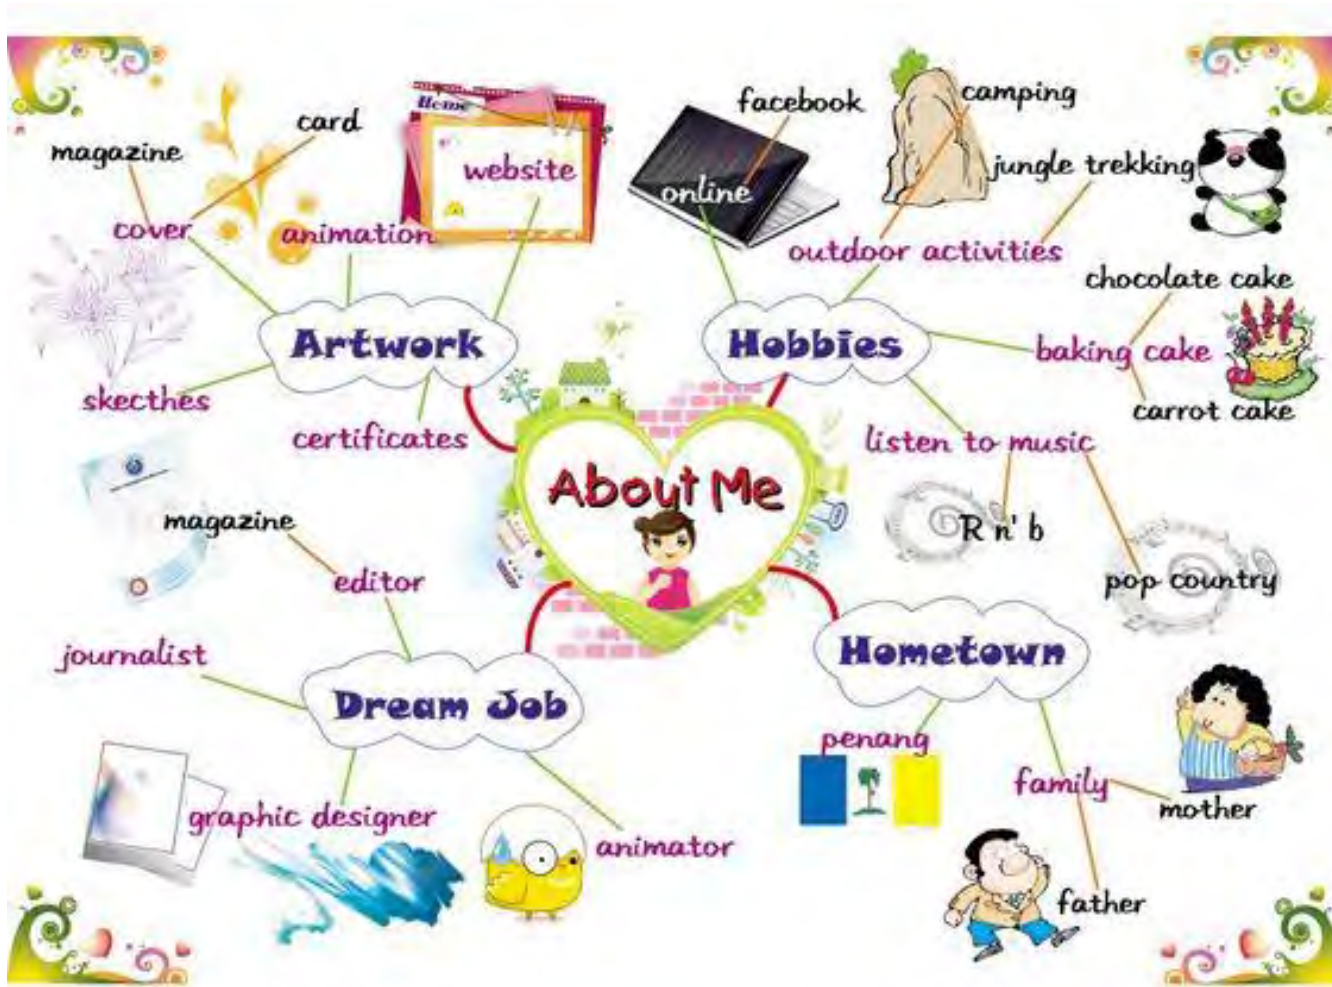 Home
facebook
camping
card
magazine
website
jungle trekking
online
cover
animation
outdoor activities
chocolate cake
Artwork
Hobbies
baking cake
skecthes
carrot cake
certificates
listen to music
About Me
magazine
R n' b
editor
pop country
journalist
Hometown
Dream Job
penang
family
mother
graphic designer
animator
father